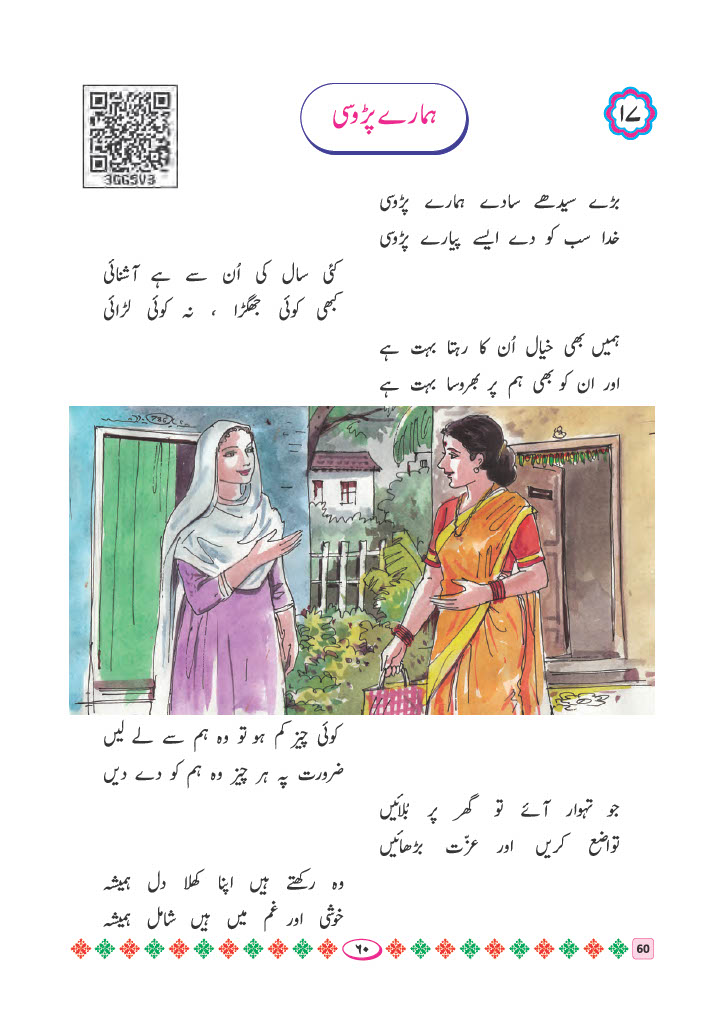 3GGSV3
ہمارے پڑوسی
۱۷
بڑے سیدھے سادے ہمارے پڑوسی
خدا سب کو دے ایسے پیارے پڑوسی
کئی سال کی اُن سے ہے آشنائی
کبھی کوئی جھگڑا ، نہ کوئی لڑائی
ہمیں بھی خیال اُن کا رہتا بہت ہے
اور ان کو بھی ہم پر بھروسا بہت ہے
786
کوئی چیز کم ہو تو وہ ہم سے لے لیں
ضرورت پہ ہر چیز وہ ہم کو دے دیں
جو تہوار آئے تو گھر پر بُلائیں
تواضع کریں اور عزّت بڑھائیں
وہ رکھتے ہیں اپنا کھلا دل ہمیشہ
خوشی اور غم میں ہیں شامل ہمیشہ
۶۰
60